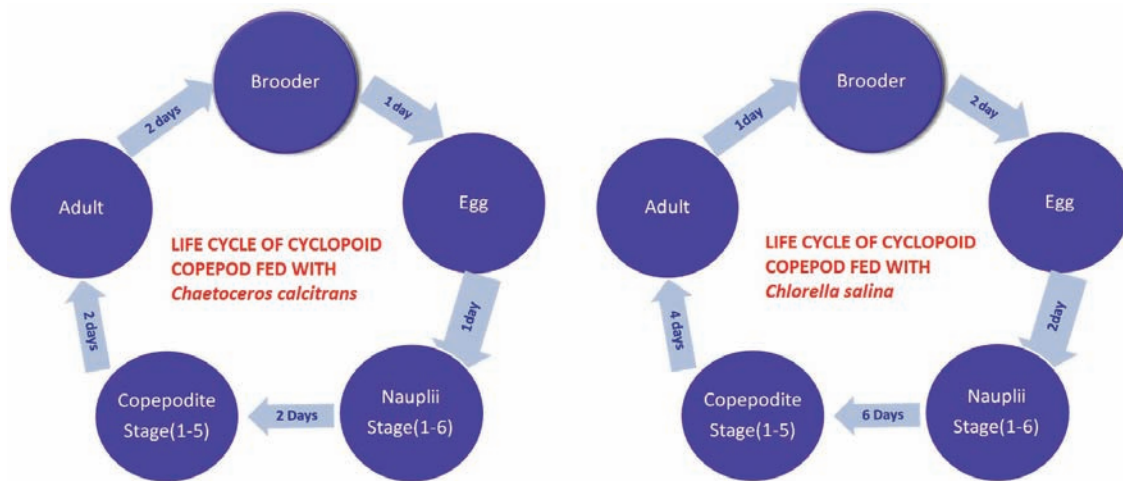 Brooder
1 day
Egg
1day
Nauplii
Stage(1-6)
2 Days
Copepodite
Stage(1-5)
2 days
Adult
2 days
LIFE CYCLE OF CYCLOPOID
COPEPOD FED WITH
Chaetoceros calcitrans
Brooder
2 day
Egg
2day
Nauplii
Stage(1-6)
6 Days
Copepodite
Stage(1-5)
4 days
Adult
1day
LIFE CYCLE OF CYCLOPOID
COPEPOD FED WITH
Chlorella salina